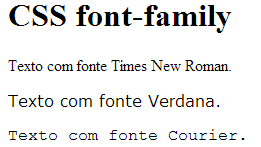 CSS font-family
Texto com fonte Times New Roman.
Texto com fonte Verdana.
Texto com fonte Courier.